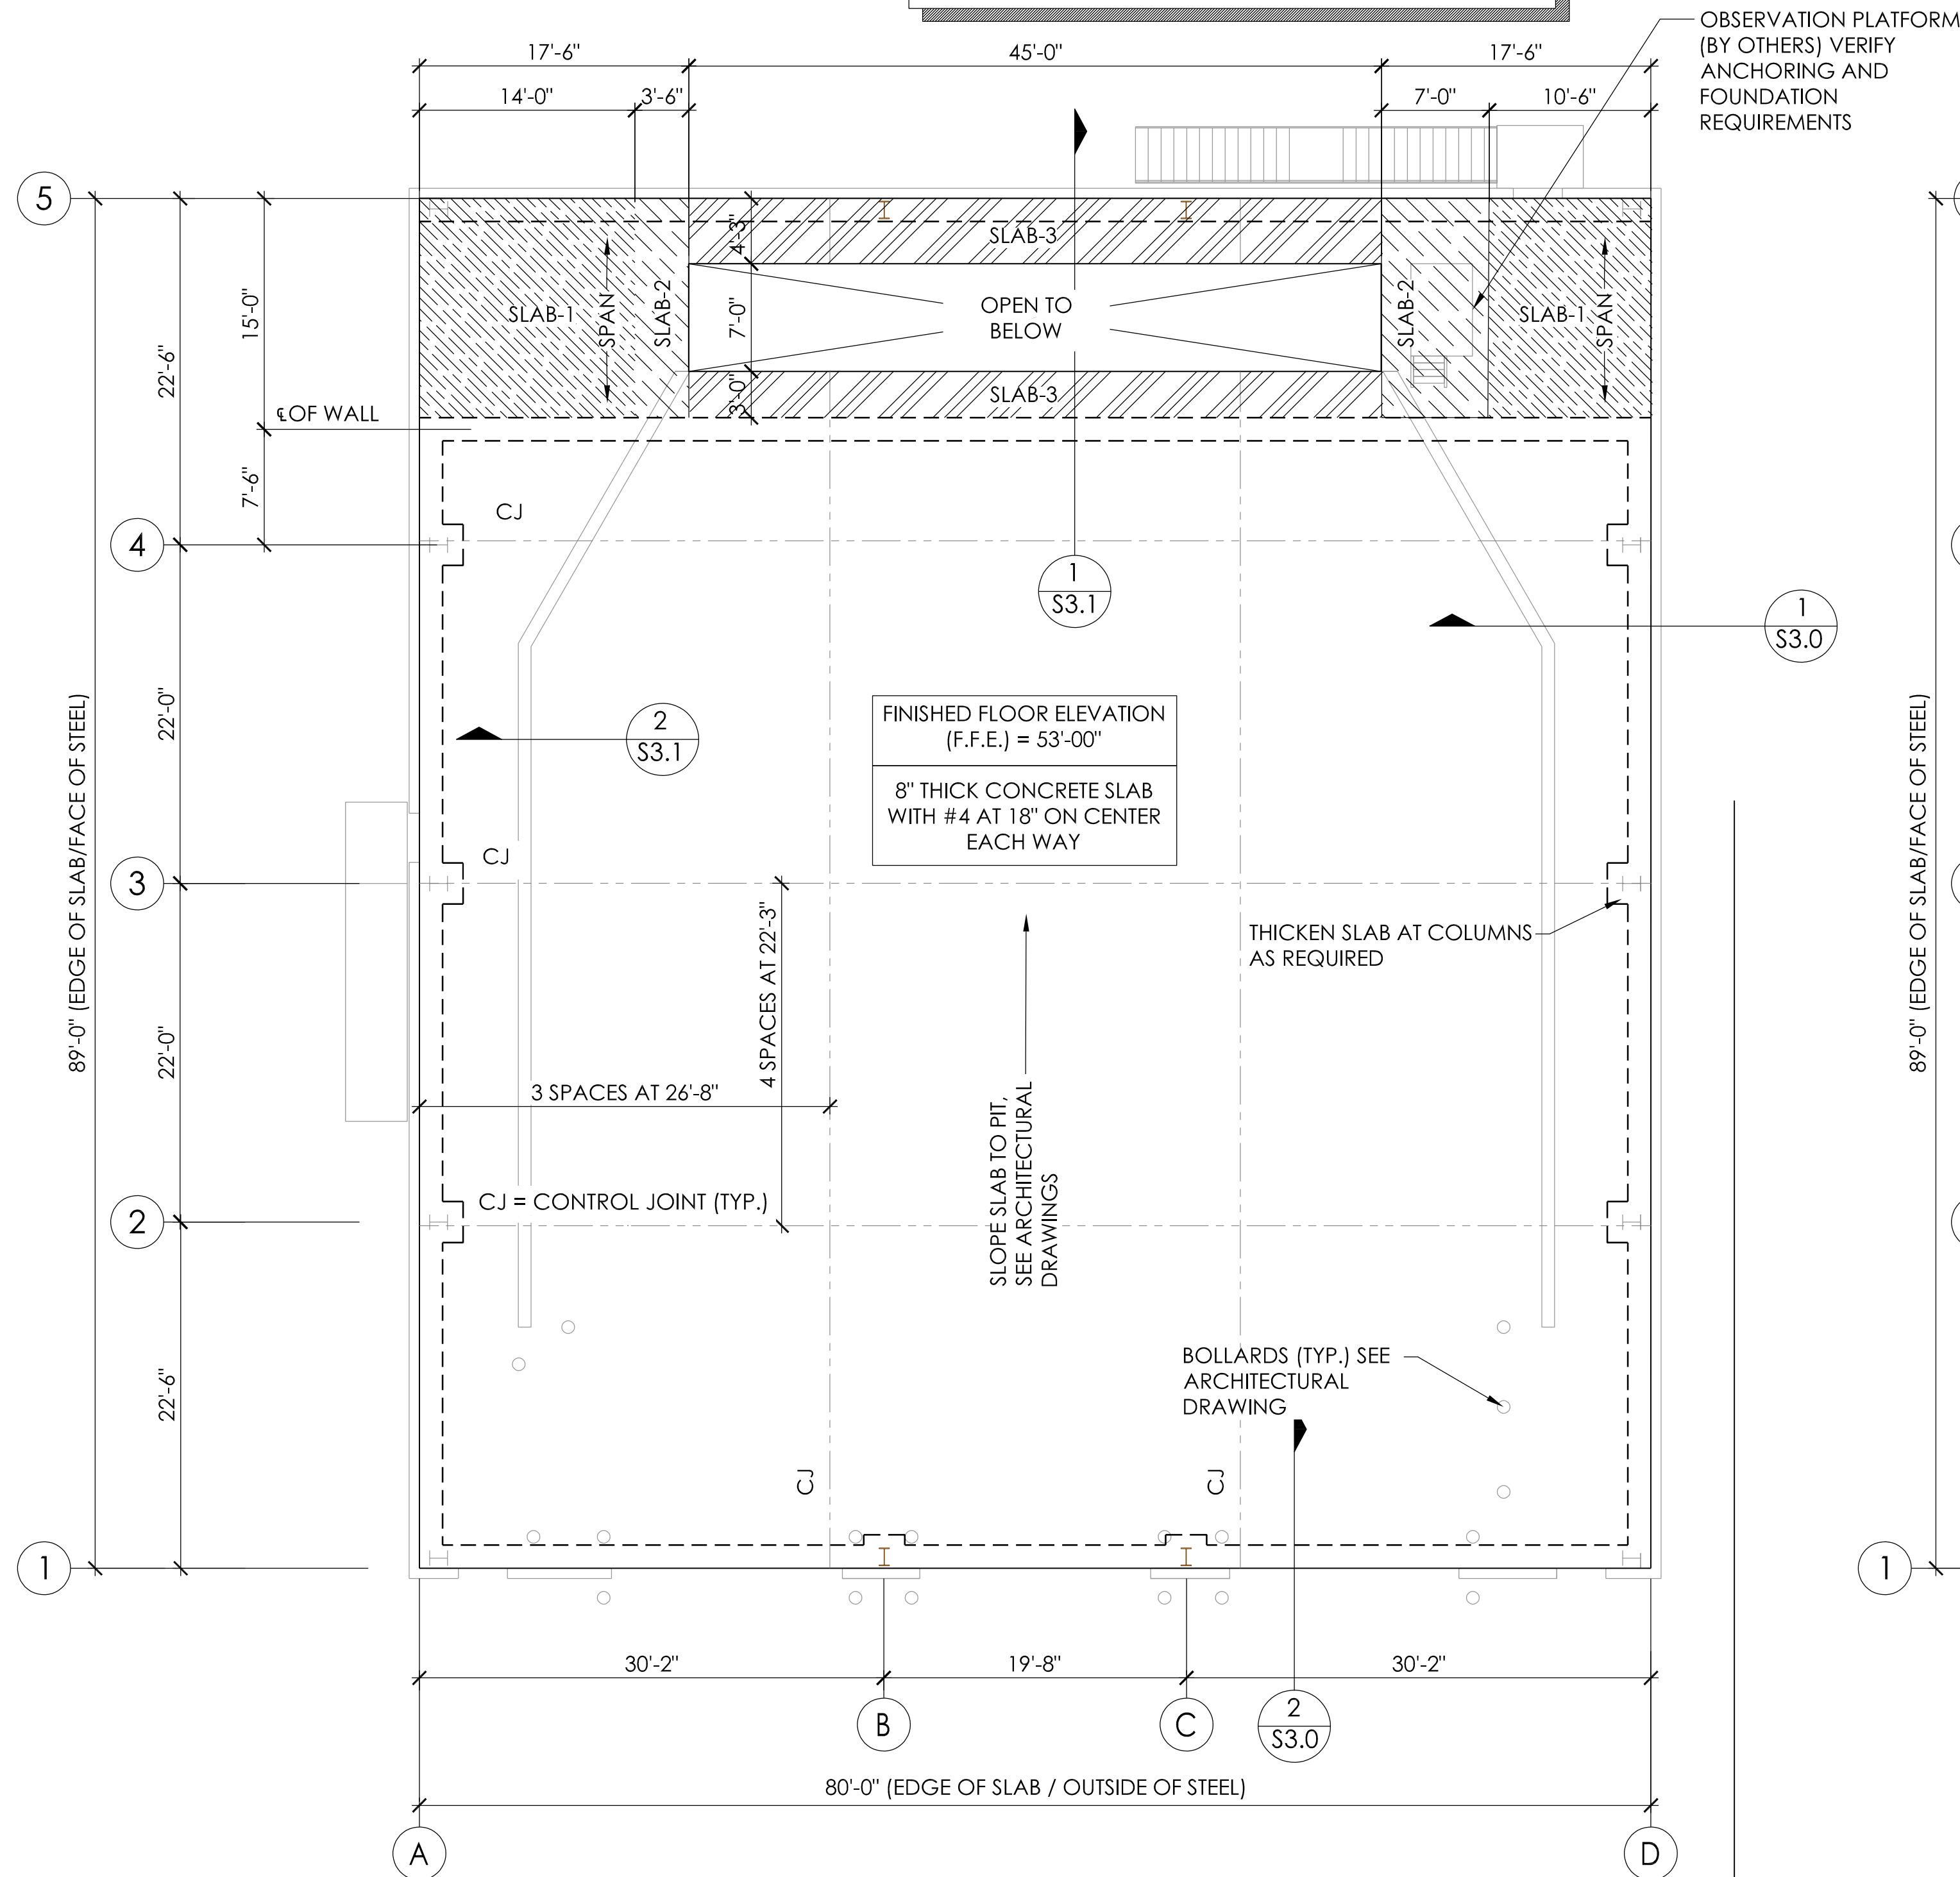 OBSERVATION PLATFORM
(BY OTHERS) VERIFY
ANCHORING AND
FOUNDATION
REQUIREMENTS
17'-6"
45'-0"
17'-6"
14'-0"
3'-6"
7'-0"
10'-6"
5
4'-3"
SLAB-3
15'-0"
22'-6"
SLAB-1
SPAN
SLAB-2
7'-0"
OPEN TO
BELOW
SLAB-2
SLAB-1
SPAN
3'-0"
SLAB-3
℄ OF WALL
7'-6"
CJ
4
1
S3.1
1
S3.0
22'-0"
89'-0" (EDGE OF SLAB/FACE OF STEEL)
2
S3.1
FINISHED FLOOR ELEVATION
(F.F.E.) = 53'-00"
8" THICK CONCRETE SLAB
WITH #4 AT 18" ON CENTER
EACH WAY
89'-0" (EDGE OF SLAB/FACE OF STEEL)
CJ
3
4 SPACES AT 22'-3"
THICKEN SLAB AT COLUMNS
AS REQUIRED
22'-0"
3 SPACES AT 26'-8"
SLOPE SLAB TO PIT,
SEE ARCHITECTURAL
DRAWINGS
CJ = CONTROL JOINT (TYP.)
2
22'-6"
BOLLARDS (TYP.) SEE
ARCHITECTURAL
DRAWING
CJ
CJ
1
1
30'-2"
19'-8"
30'-2"
B
C
2
S3.0
80'-0" (EDGE OF SLAB / OUTSIDE OF STEEL)
A
D